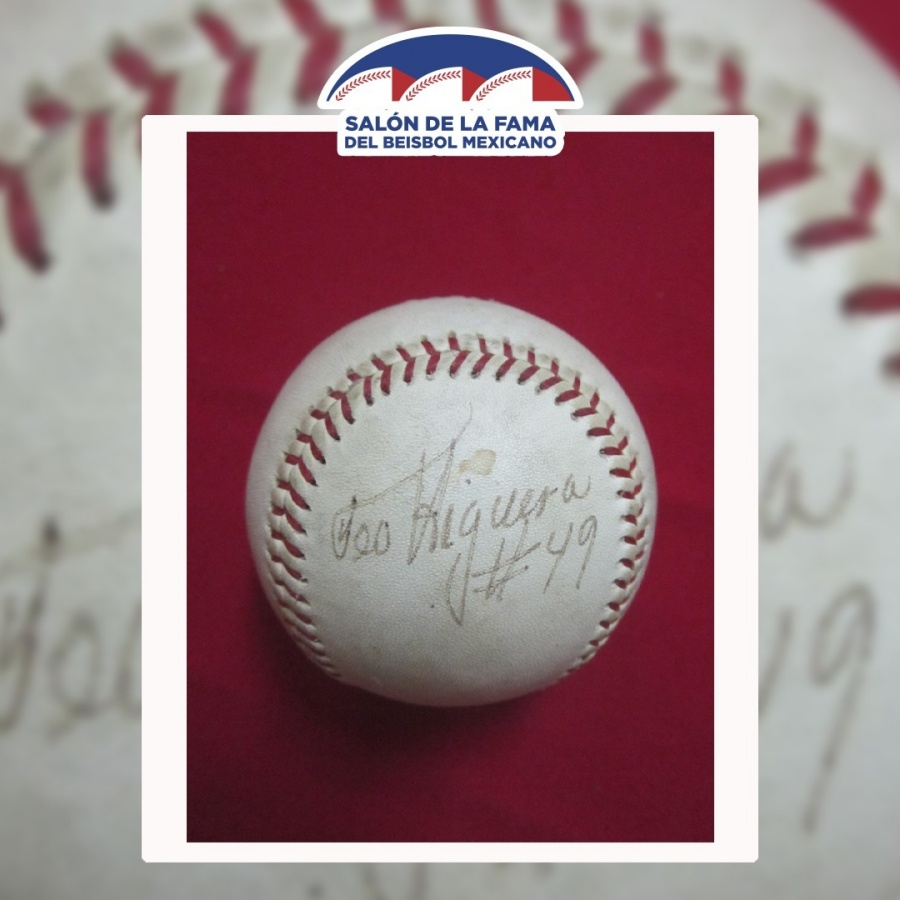 SALÓN DE LA FAMA
DEL BEISBOL MEXICANO
Teo Higuera
#49